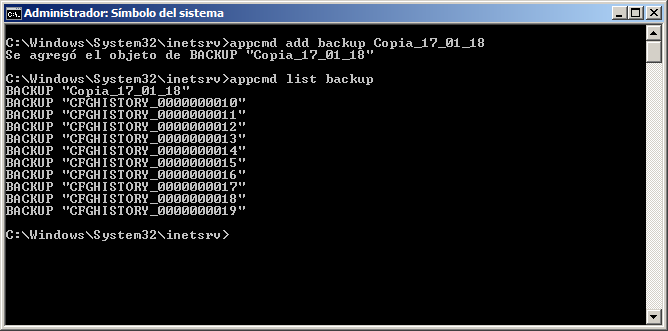 Administrador: Símbolo del sistema
C:\Windows\System32\inetsrv>appcmd add backup Copia_17_01_18
Se agregó el objeto de BACKUP "Copia_17_01_18"
C:\Windows\System32\inetsrv>appcmd list backup
BACKUP "Copia_17_01_18"
BACKUP "CFGHISTORY_0000000010"
BACKUP "CFGHISTORY_0000000011"
BACKUP "CFGHISTORY_0000000012"
BACKUP "CFGHISTORY_0000000013"
BACKUP "CFGHISTORY_0000000014"
BACKUP "CFGHISTORY_0000000015"
BACKUP "CFGHISTORY_0000000016"
BACKUP "CFGHISTORY_0000000017"
BACKUP "CFGHISTORY_0000000018"
BACKUP "CFGHISTORY_0000000019"
C:\Windows\System32\inetsrv>